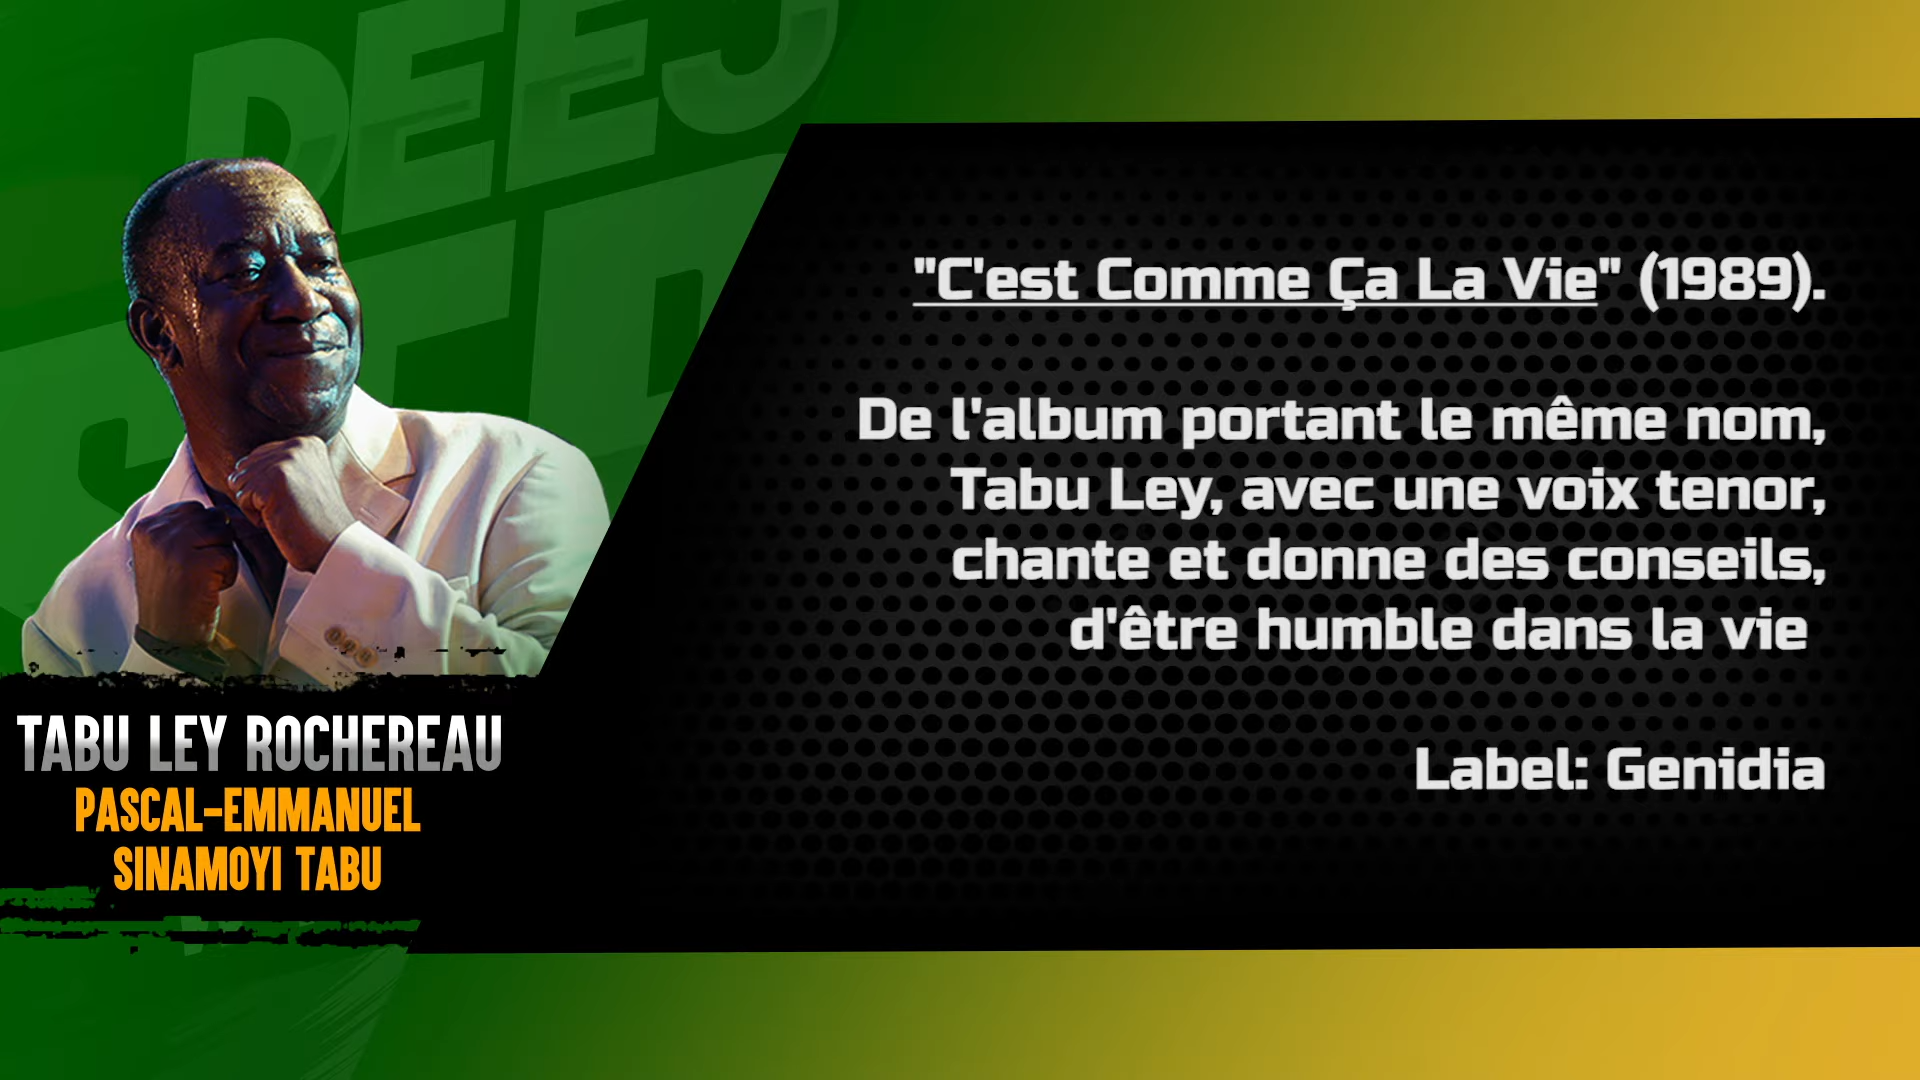 DEEJ
TABU LEY ROCHEREAU
PASCAL-EMMANUEL
SINAMOYI TABU
"C'est Comme Ça La Vie" (1989).
De l'album portant le même nom,
Tabu Ley, avec une voix tenor,
chante et donne des conseils,
d'être humble dans la vie
Label: Genidia